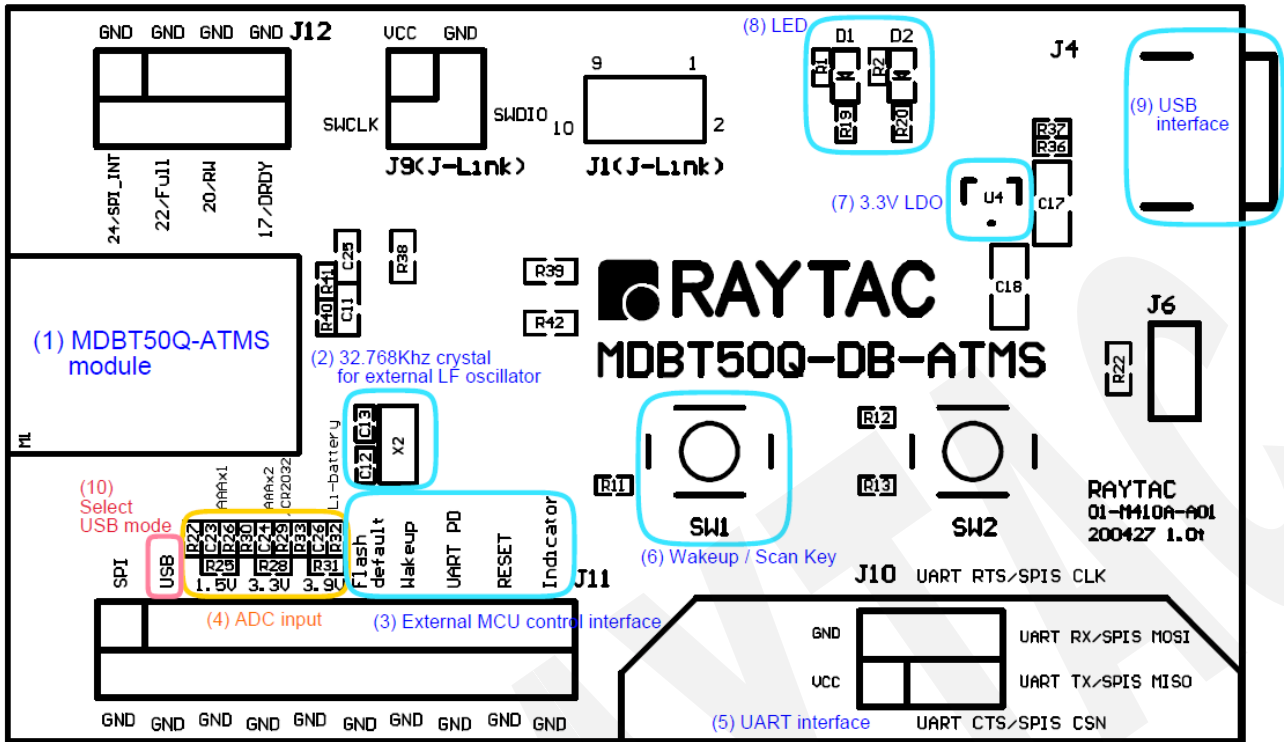 GND GND GND GND J12
VCC GND
(8) LED
D1 D2
J4
R1
R2
R19
R20
9 1
10 2
SWCLK
SWDIO
J9(J-Link)
J1(J-Link)
(9) USB
interface
R37
R36
C17
U4
(7) 3.3V LDO
C18
24/SPI_INT
22/Full
20/RW
17/DRDY
R41
C25
R40
C11
R38
R39
R42
RAYTAC
MDBT50Q-DB-ATMS
J6
R22
(1) MDBT50Q-ATMS
module
M1
(2) 32.768Khz crystal
for external LF oscillator
C13
C12
X2
R11
SW1
(6) Wakeup / Scan Key
R12
R13
SW2
RAYTAC
01-M410A-A01
200427 1.0t
(10)
Select
USB mode
AAAx1
AAAx2
/CR2032
Li-battery
R27
C23
R26
R30
C24
R29
R33
C26
R32
R25
R28
R31
1.5V 3.3V 3.9V
SPI
USB
Flash
default
Wakeup
UART PD
RESET
Indicator
J11
(4) ADC input
(3) External MCU control interface
GND GND GND GND GND GND GND GND GND GND
J10 UART RTS/SPIS CLK
GND
UART RX/SPIS MOSI
VCC
UART TX/SPIS MISO
(5) UART interface
UART CTS/SPIS CSN